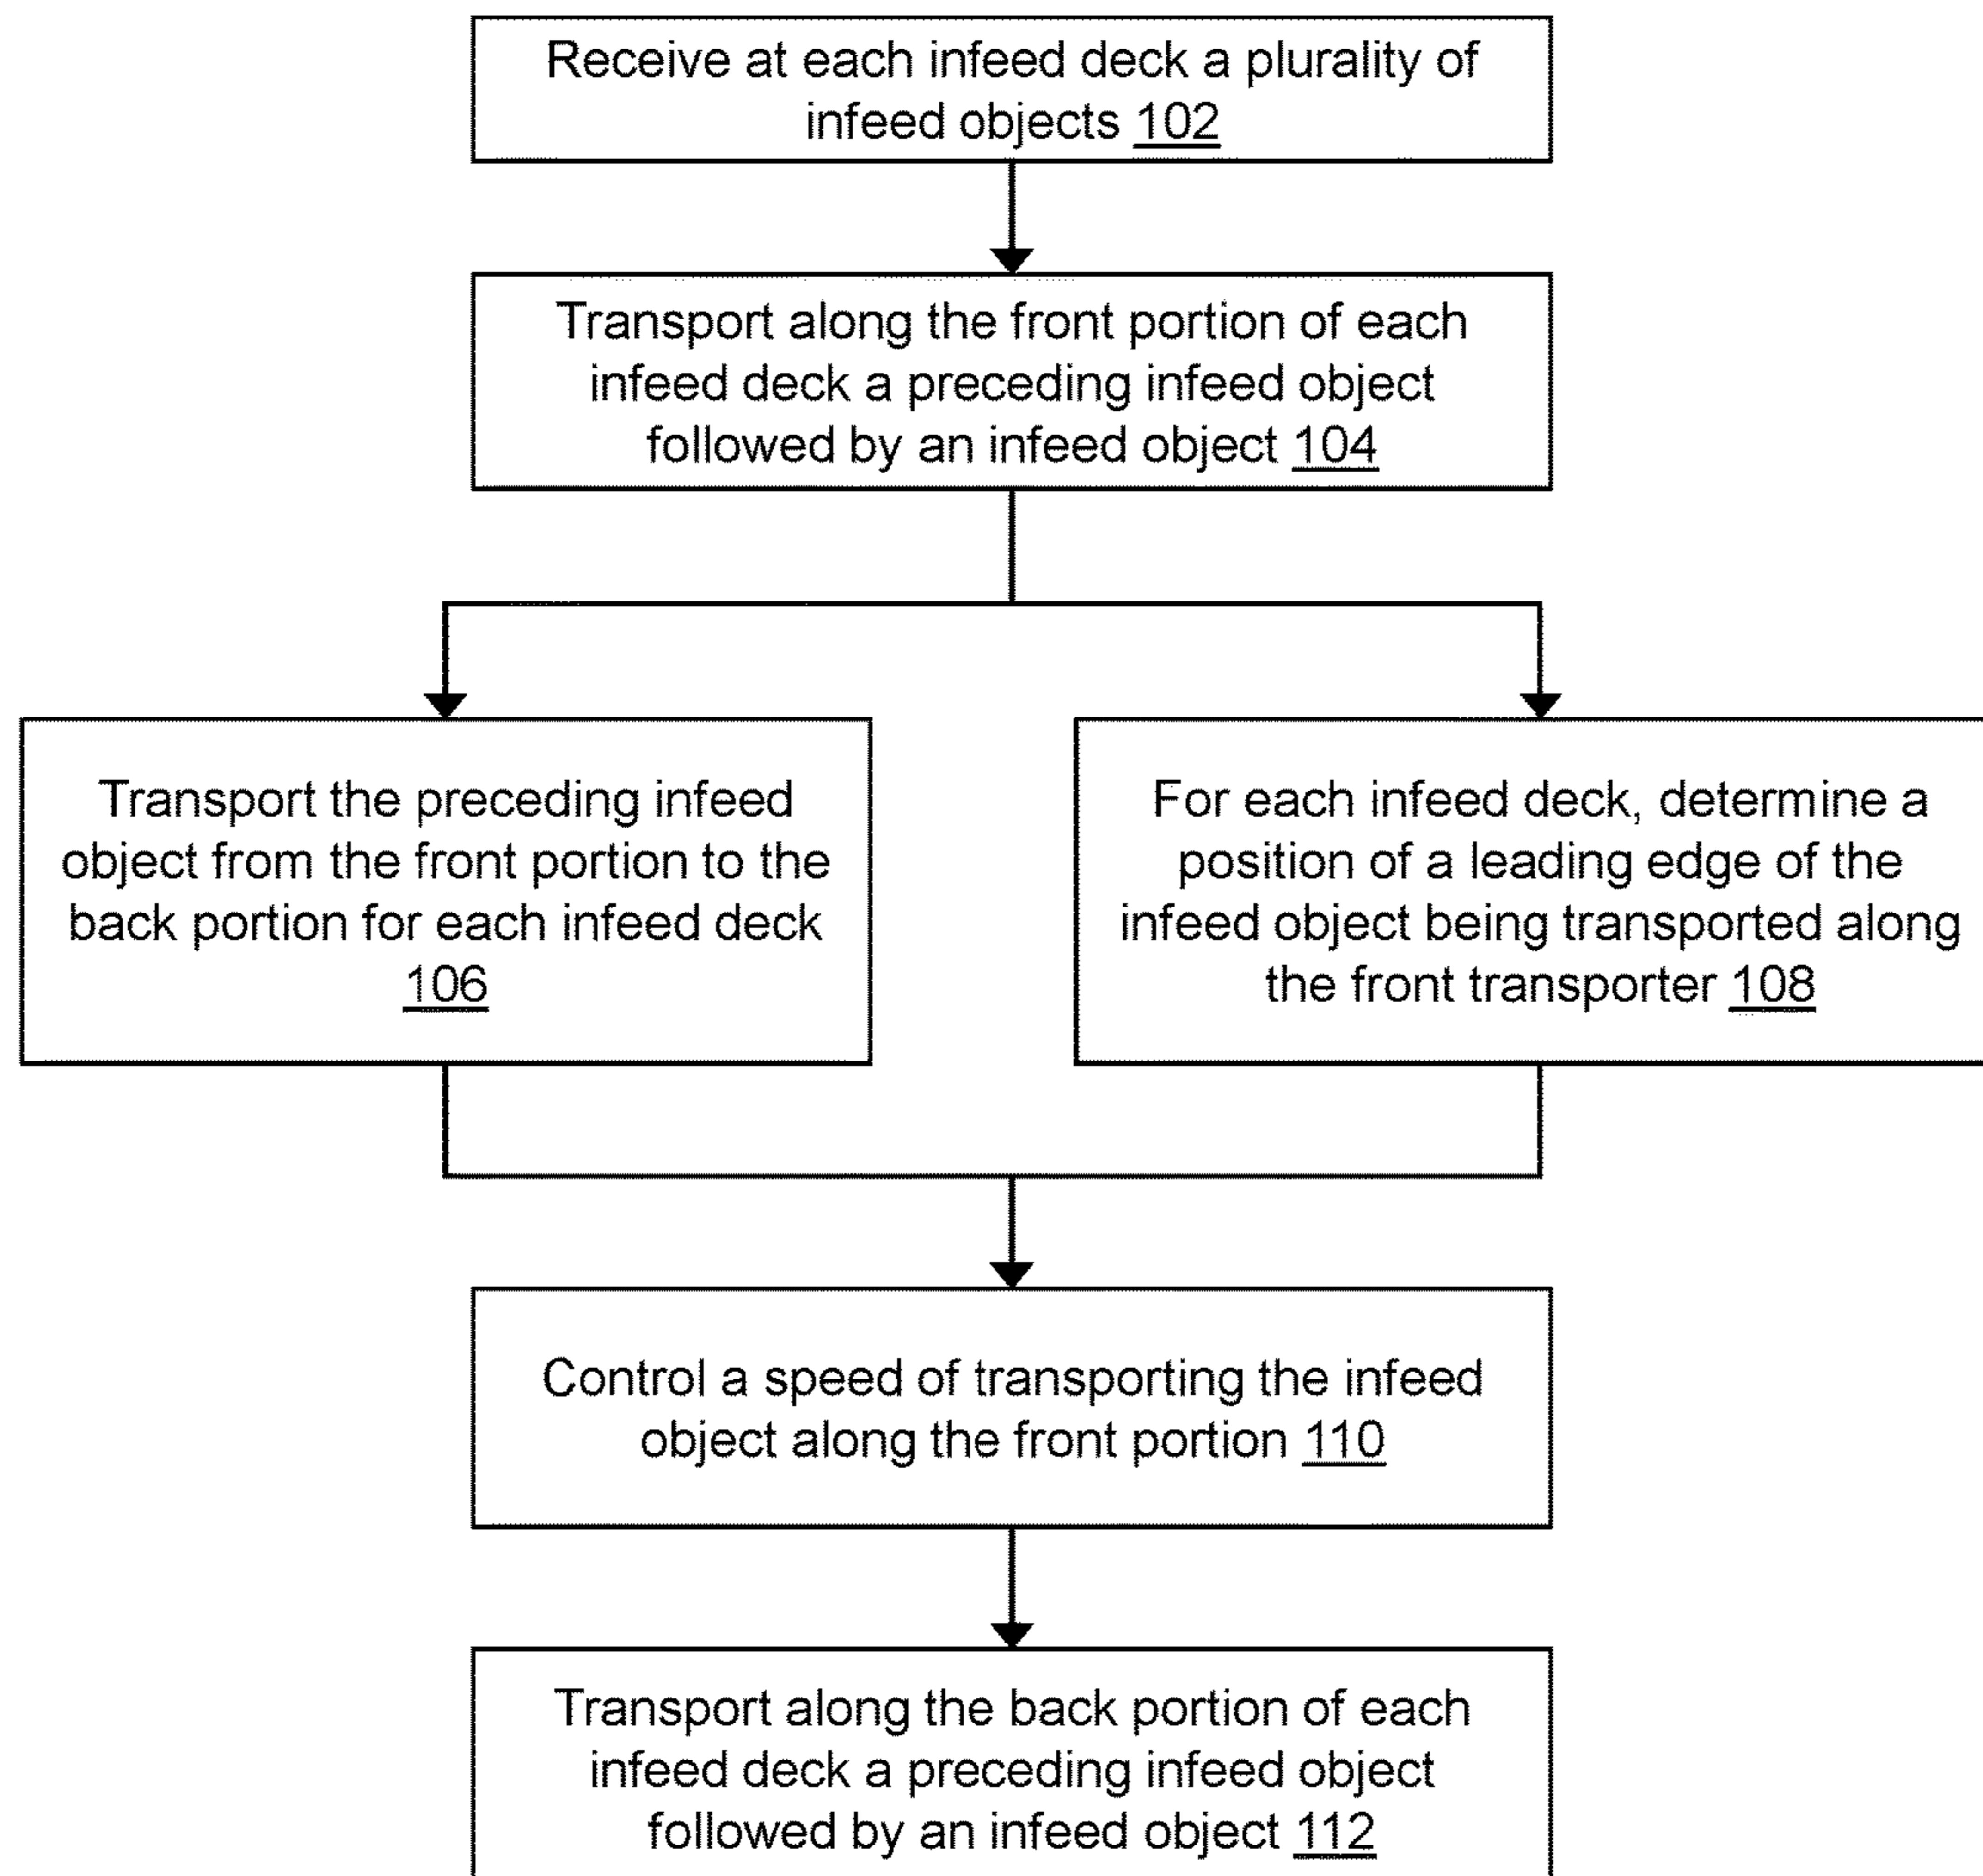 Receive at each infeed deck a plurality of
infeed objects 102
Transport along the front portion of each
infeed deck a preceding infeed object
followed by an infeed object 104
Transport the preceding infeed
object from the front portion to the
back portion for each infeed deck
106
For each infeed deck, determine a
position of a leading edge of the
infeed object being transported along
the front transporter 108
Control a speed of transporting the infeed
object along the front portion 110
Transport along the back portion of each
infeed deck a preceding infeed object
followed by an infeed object 112